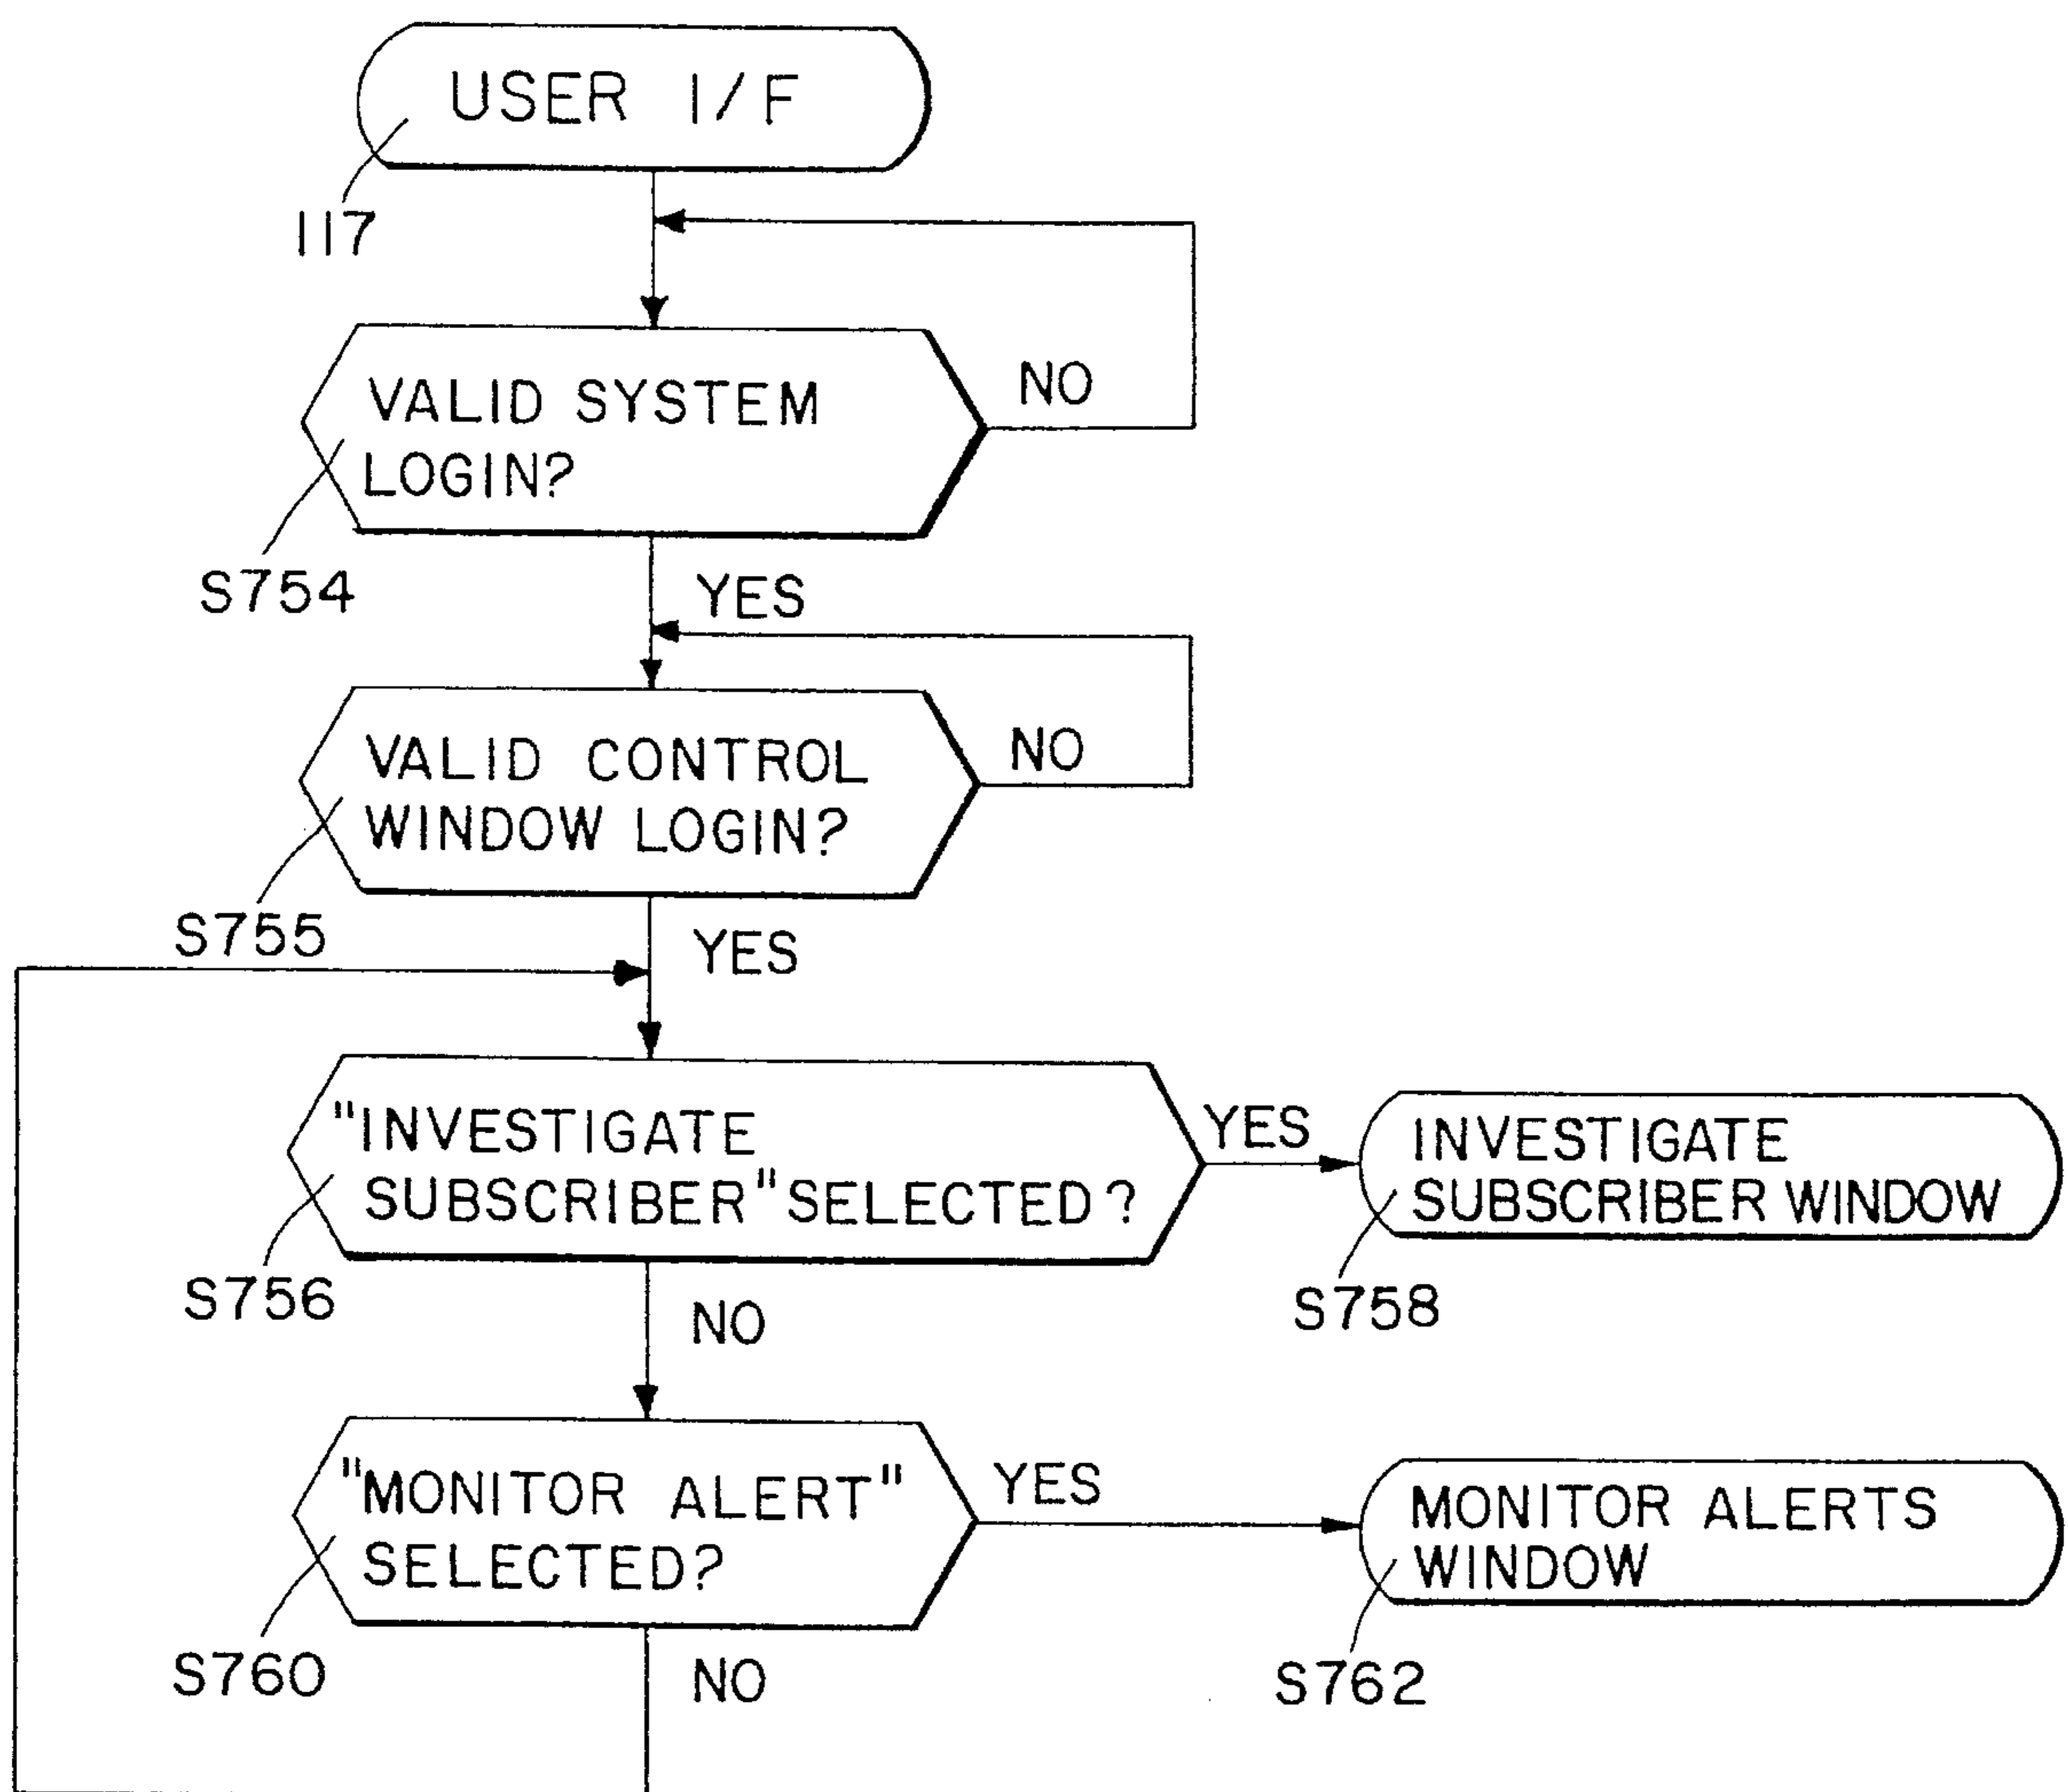 USER I/F
117
VALID SYSTEM
LOGIN?
NO
S754
YES
VALID CONTROL
WINDOW LOGIN?
NO
S755
YES
"INVESTIGATE
SUBSCRIBER" SELECTED?
YES
INVESTIGATE
SUBSCRIBER WINDOW
S756
S758
NO
"MONITOR ALERT"
SELECTED?
YES
MONITOR ALERTS
WINDOW
S760
S762
NO